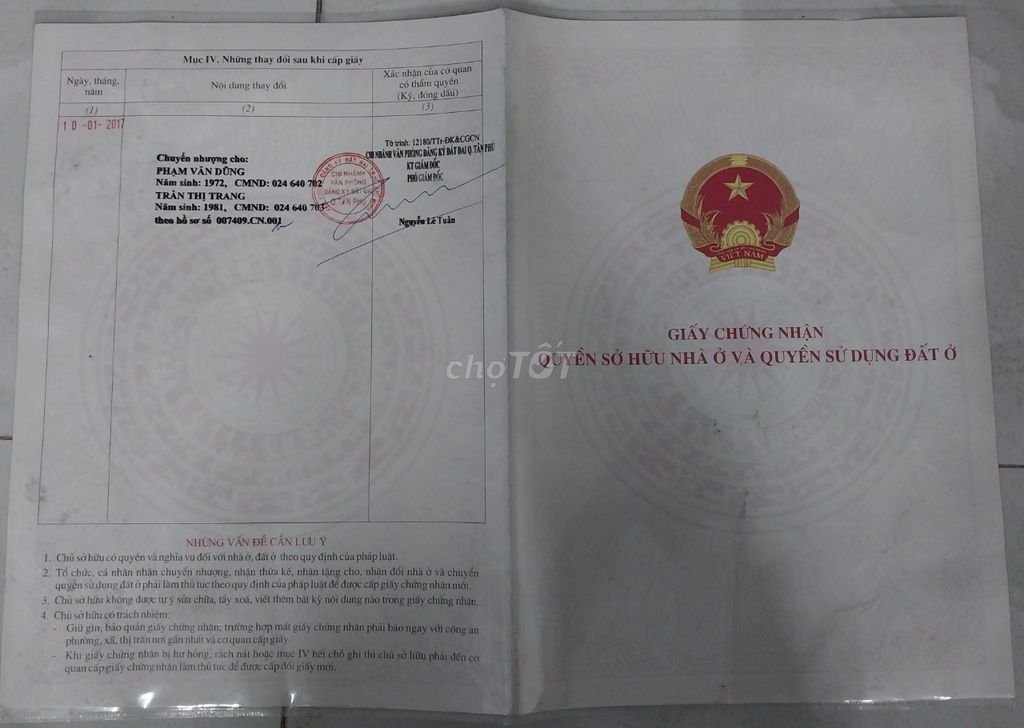 Mục IV. Những thay đổi sau khi cấp giấy
Ngày, tháng, năm
Nội dung thay đổi
Xác nhận của cơ quan có thẩm quyền (Ký, đóng dấu)
(1)
(2)
(3)
10-01-2017
Chuyển nhượng cho:
PHẠM VĂN DŨNG
Năm sinh: 1972, CMND: 024 640 702
TRẦN THỊ TRANG
Năm sinh: 1981, CMND: 024 640 703
theo hồ sơ số 007409.CN.001
Tờ trình: 12180/TTr-ĐK&CGCN
CHI NHÁNH VĂN PHÒNG ĐĂNG KÝ ĐẤT ĐAI Q. TÂN PHÚ
KT GIÁM ĐỐC
PHÓ GIÁM ĐỐC
CHI NHÁNH
VĂN PHÒNG
ĐĂNG KÝ ĐẤT ĐAI
Q.TÂN PHÚ
Nguyễn Lê Tuân
NHỮNG VẤN ĐỀ CẦN LƯU Ý
1. Chủ sở hữu có quyền và nghĩa vụ đối với nhà ở, đất ở theo quy định của pháp luật.
2. Tổ chức, cá nhân nhận chuyển nhượng, nhận thừa kế, nhận tặng cho, nhận đổi nhà ở và chuyển
quyền sử dụng đất ở phải làm thủ tục theo quy định của pháp luật để được cấp giấy chứng nhận mới.
3. Chủ sở hữu không được tự ý sửa chữa, tẩy xoá, viết thêm bất kỳ nội dung nào trong giấy chứng nhận.
4. Chủ sở hữu có trách nhiệm:
- Giữ gìn, bảo quản giấy chứng nhận; trường hợp mất giấy chứng nhận phải báo ngay với công an
phường, xã, thị trấn nơi gần nhất và cơ quan cấp giấy.
- Khi giấy chứng nhận bị hư hỏng, rách nát hoặc mục IV hết chỗ ghi thì chủ sở hữu phải đến cơ
quan cấp giấy chứng nhận làm thủ tục để được cấp đổi giấy mới.
VIỆT NAM
GIẤY CHỨNG NHẬN
QUYỀN SỞ HỮU NHÀ Ở VÀ QUYỀN SỬ DỤNG ĐẤT Ở
chợTỐT